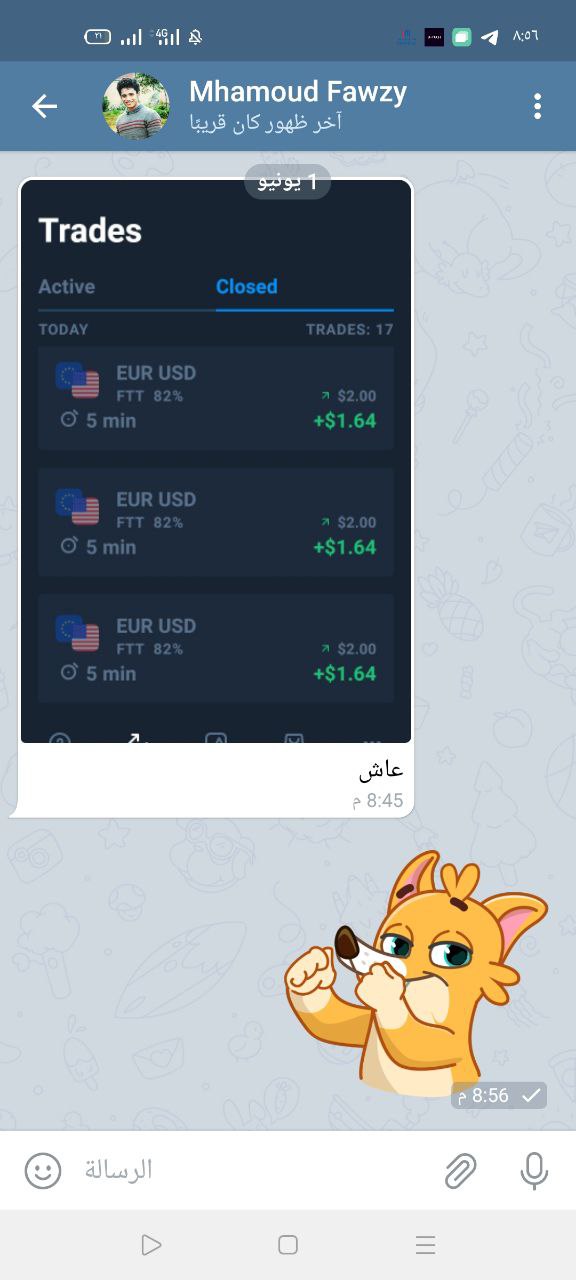 ٢١
4G
٨:٥٦
Mhamoud Fawzy
آخر ظهور كان قريبًا
1 يونيو
Trades
Active Closed
TODAY TRADES: 17
EUR USD
FTT 82% $2.00
5 min +$1.64
EUR USD
FTT 82% $2.00
5 min +$1.64
EUR USD
FTT 82% $2.00
5 min +$1.64
عاش
8:45 م
8:56 م
الرسالة